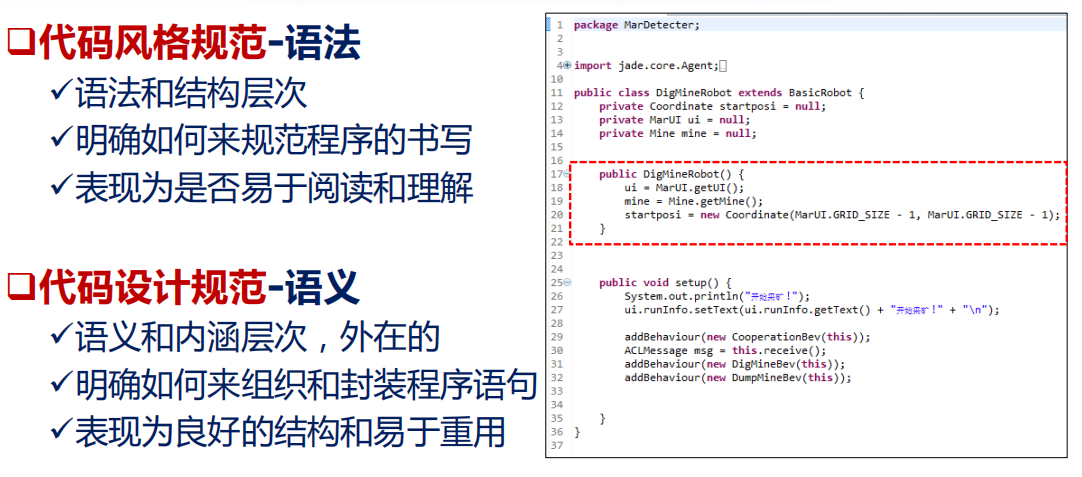 ❑代码风格规范-语法
✓语法和结构层次
✓明确如何来规范程序的书写
✓表现为是否易于阅读和理解
❑代码设计规范-语义
✓语义和内涵层次，外在的
✓明确如何来组织和封装程序语句
✓表现为良好的结构和易于重用
1 package MarDetecter;
2
3
4 import jade.core.Agent;
10
11 public class DigMineRobot extends BasicRobot {
12 private Coordinate startposi = null;
13 private MarUI ui = null;
14 private Mine mine = null;
15
16
17 public DigMineRobot() {
18 ui = MarUI.getUI();
19 mine = Mine.getMine();
20 startposi = new Coordinate(MarUI.GRID_SIZE - 1, MarUI.GRID_SIZE - 1);
21 }
22
23
24
25 public void setup() {
26 System.out.println("开始采矿！");
27 ui.runInfo.setText(ui.runInfo.getText() + "开始采矿！" + "\n");
28
29 addBehaviour(new CooperationBev(this));
30 ACLMessage msg = this.receive();
31 addBehaviour(new DigMineBev(this));
32 addBehaviour(new DumpMineBev(this));
33
34
35 }
36 }
37